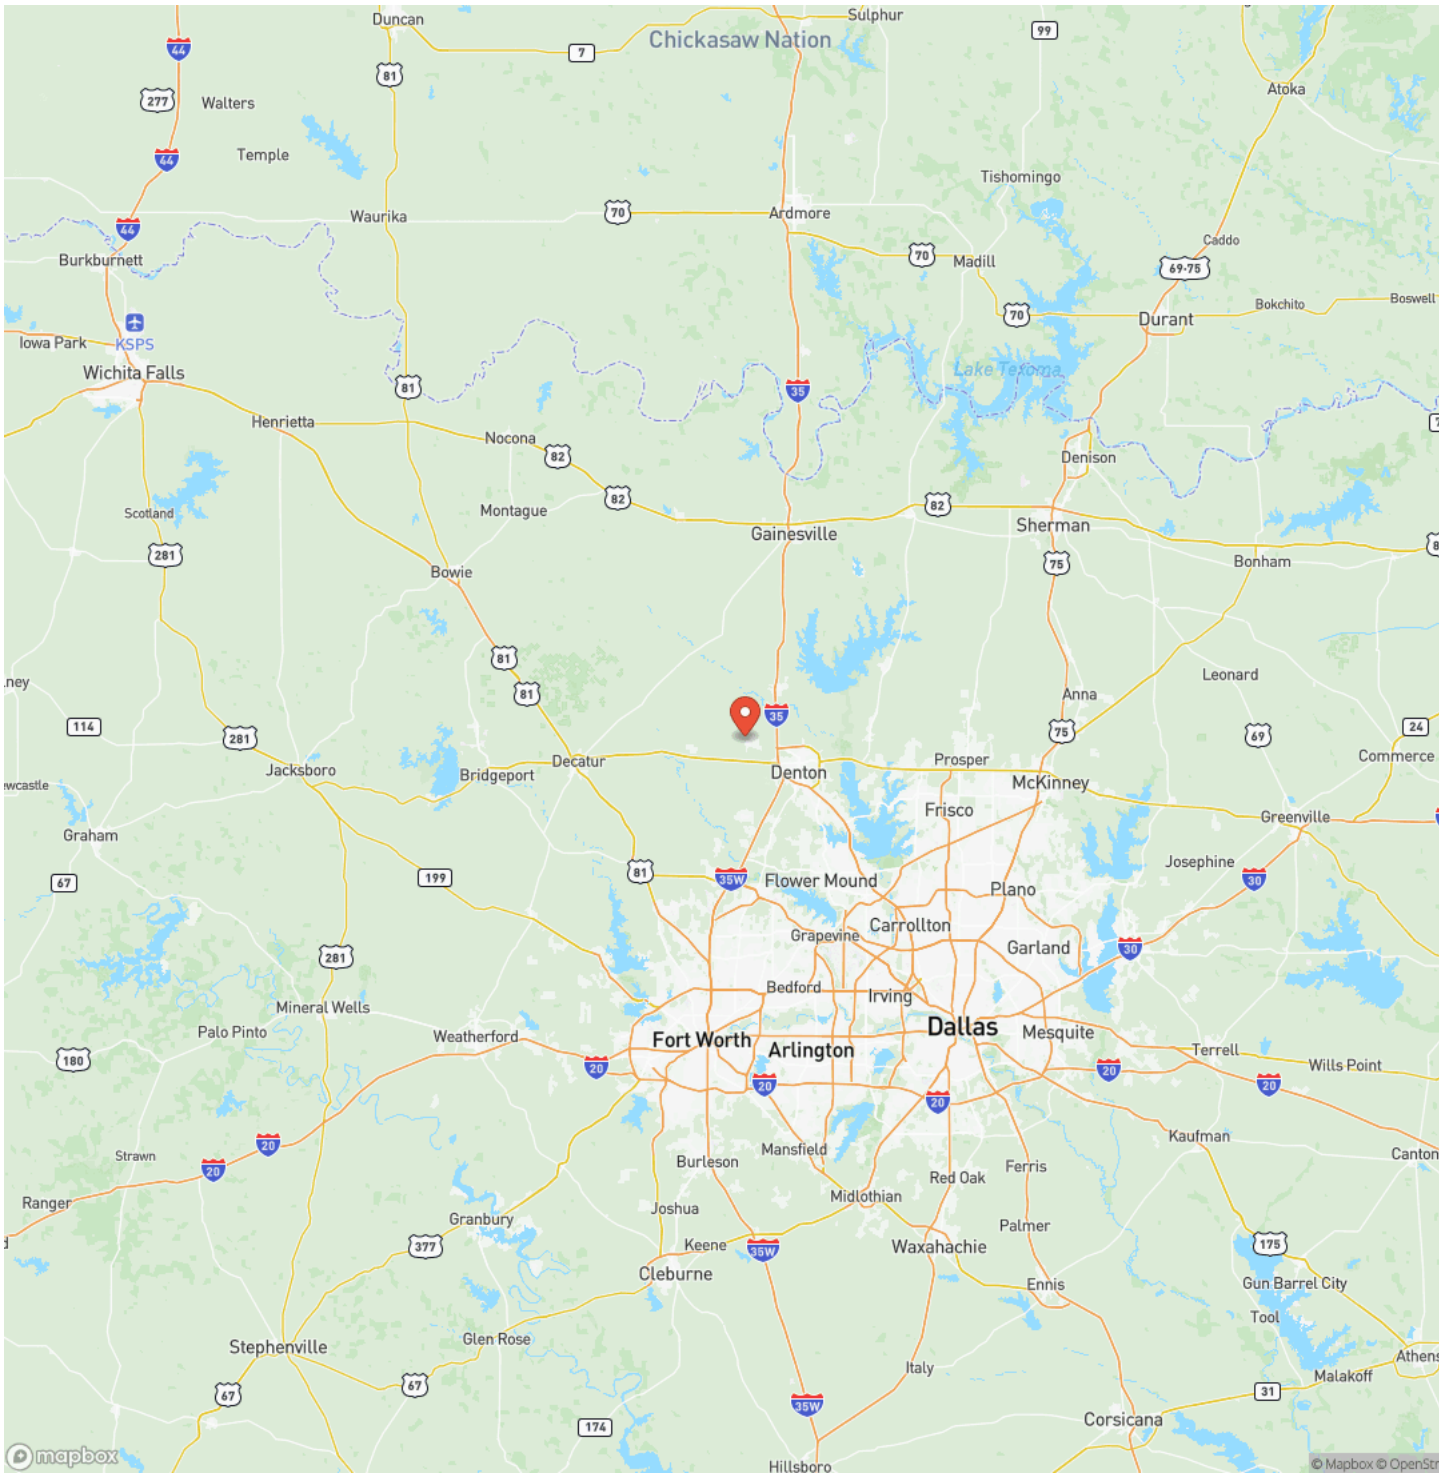 Duncan
Sulphur
Chickasaw Nation
99
44
7
81
277
Walters
Atoka
44
Temple
Tishomingo
70
Waurika
Ardmore
44
Caddo
Burkburnett
70
Madill
69-75
Bokchito
Boswell
70
Durant
KSPS
Iowa Park
Wichita Falls
Lake Texoma
81
35
Henrietta
Nocona
82
Denison
82
82
Scotland
Montague
Sherman
Gainesville
281
75
Bonham
8
Bowie
81
Leonard
ney
81
Anna
35
114
281
75
69
24
Commerce
Jacksboro
Bridgeport
Decatur
Denton
Prosper
McKinney
ewcastle
Frisco
Greenville
Graham
Josephine
67
199
81
35W
Flower Mound
Plano
30
Carrollton
Grapevine
Garland
30
281
Bedford
Irving
Mineral Wells
Palo Pinto
Weatherford
Fort Worth
Arlington
Dallas
Mesquite
Terrell
180
20
20
20
Wills Point
20
20
Strawn
20
20
Mansfield
Kaufman
Canton
Burleson
Ferris
Red Oak
Ranger
Joshua
Midlothian
Granbury
Palmer
377
Keene
35W
Waxahachie
175
Cleburne
Ennis
Gun Barrel City
Tool
Glen Rose
Stephenville
Athens
Italy
Malakoff
67
67
35W
31
174
Corsicana
Hillsboro
mapbox
© Mapbox © OpenStr